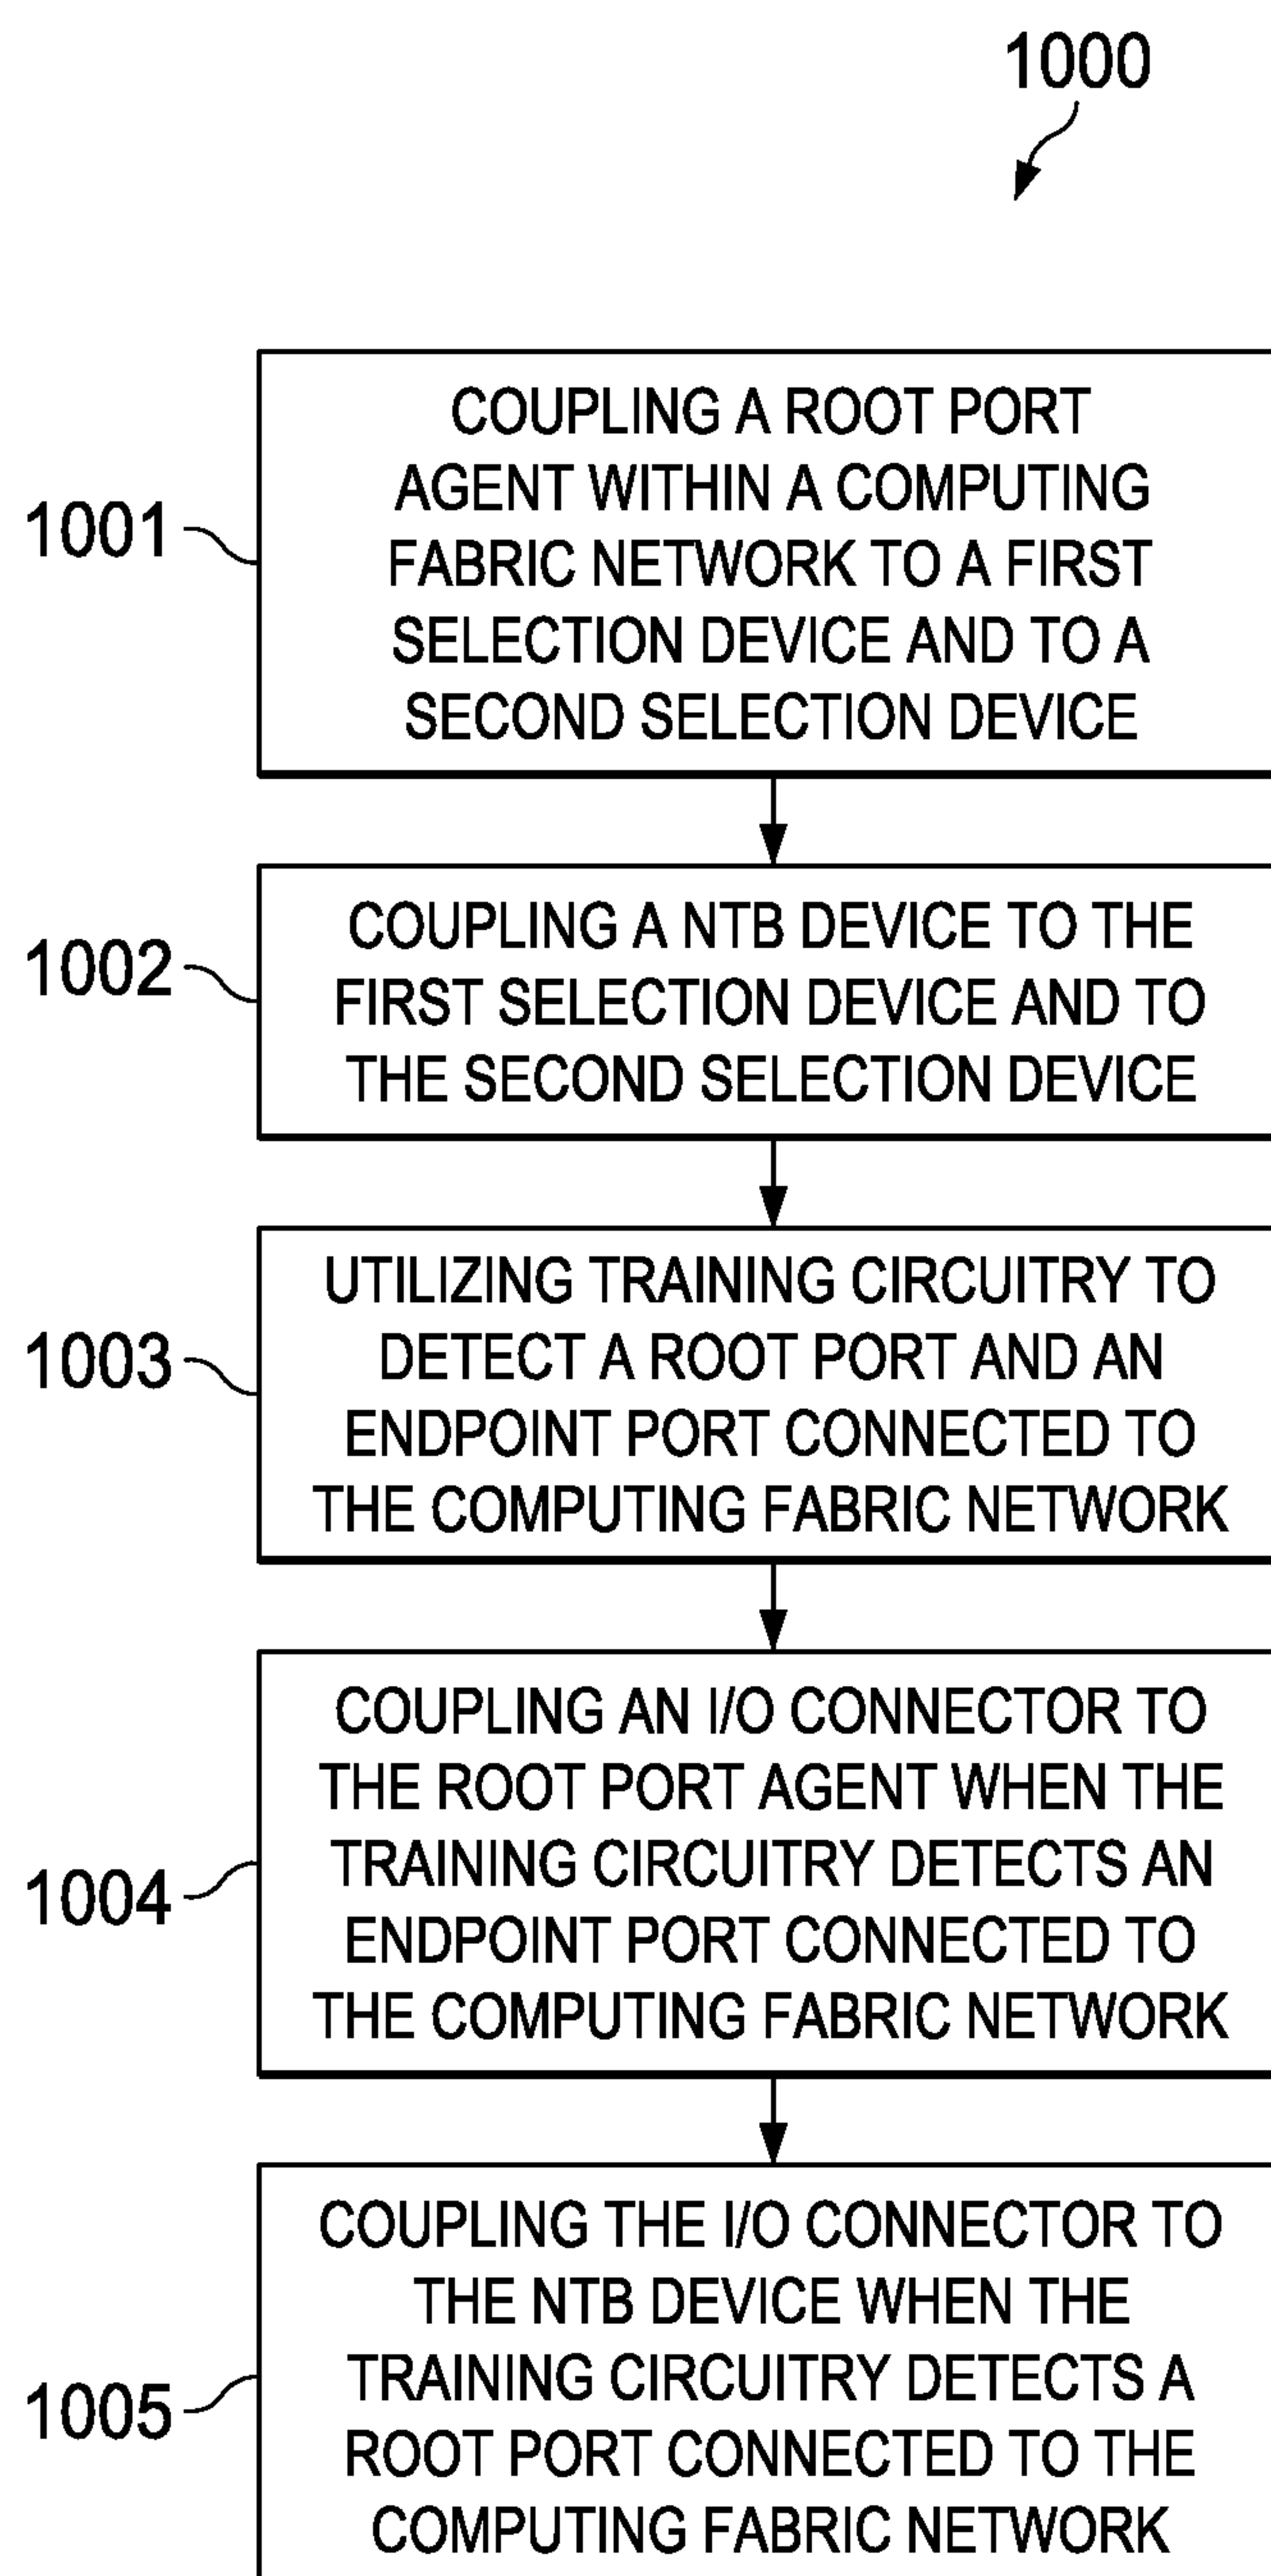 1000
1001
COUPLING A ROOT PORT
AGENT WITHIN A COMPUTING
FABRIC NETWORK TO A FIRST
SELECTION DEVICE AND TO A
SECOND SELECTION DEVICE
1002
COUPLING A NTB DEVICE TO THE
FIRST SELECTION DEVICE AND TO
THE SECOND SELECTION DEVICE
1003
UTILIZING TRAINING CIRCUITRY TO
DETECT A ROOT PORT AND AN
ENDPOINT PORT CONNECTED TO
THE COMPUTING FABRIC NETWORK
1004
COUPLING AN I/O CONNECTOR TO
THE ROOT PORT AGENT WHEN THE
TRAINING CIRCUITRY DETECTS AN
ENDPOINT PORT CONNECTED TO
THE COMPUTING FABRIC NETWORK
1005
COUPLING THE I/O CONNECTOR TO
THE NTB DEVICE WHEN THE
TRAINING CIRCUITRY DETECTS A
ROOT PORT CONNECTED TO THE
COMPUTING FABRIC NETWORK